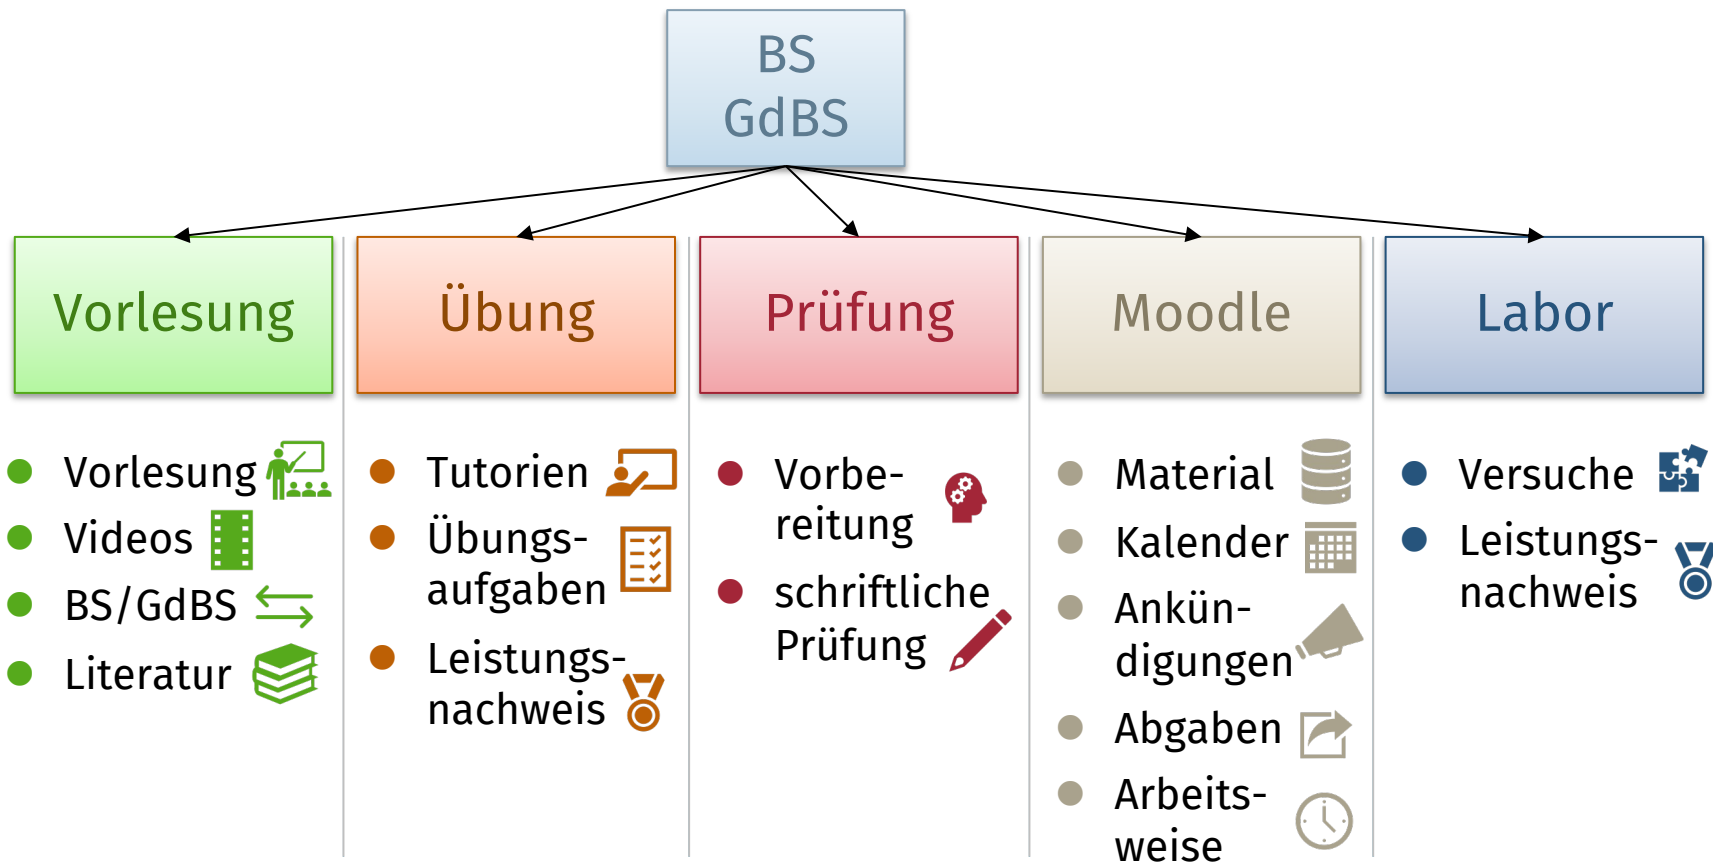 BS
GdBS
Vorlesung
Übung
Prüfung
Moodle
Labor
Vorlesung
Videos
BS/GdBS
Literatur
Tutorien
Übungs-
aufgaben
Leistungs-
nachweis
Vorbe-
reitung
schriftliche
Prüfung
Material
Kalender
Ankün-
digungen
Abgaben
Arbeits-
weise
Versuche
Leistungs-
nachweis